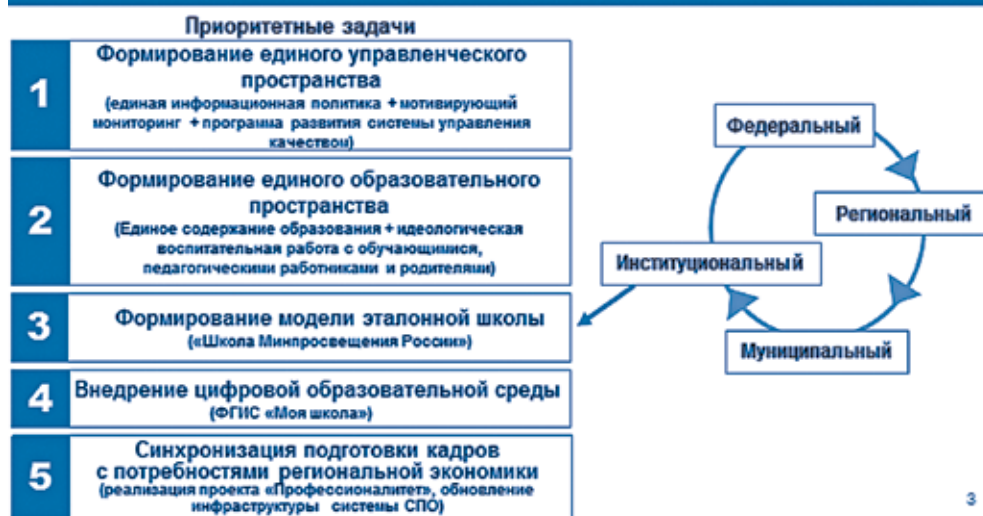 Приоритетные задачи
1
Формирование единого управленческого
пространства
(единая информационная политика + мотивирующий
мониторинг + программа развития системы управления
качеством)
2
Формирование единого образовательного
пространства
(Единое содержание образования + идеологическая
воспитательная работа с обучающимися,
педагогическими работниками и родителями)
3
Формирование модели эталонной школы
(«Школа Минпросвещения России»)
4
Внедрение цифровой образовательной среды
(ФГИС «Моя школа»)
5
Синхронизация подготовки кадров
с потребностями региональной экономики
(реализация проекта «Профессионалитет», обновление
инфраструктуры системы СПО)
Федеральный
Региональный
Институциональный
Муниципальный
3